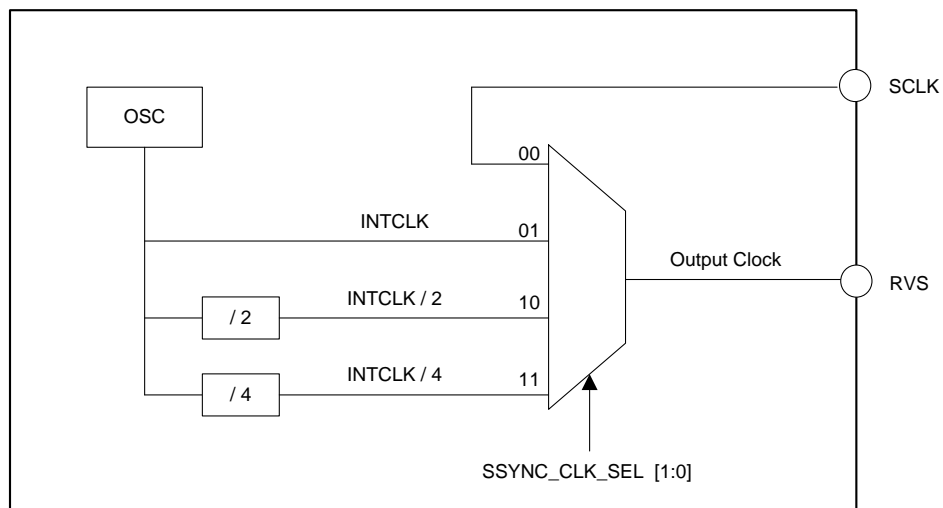 SCLK
OSC
00
INTCLK
01
Output Clock
RVS
INTCLK / 2
10
/ 2
INTCLK / 4
11
/ 4
SSYNC_CLK_SEL [1:0]